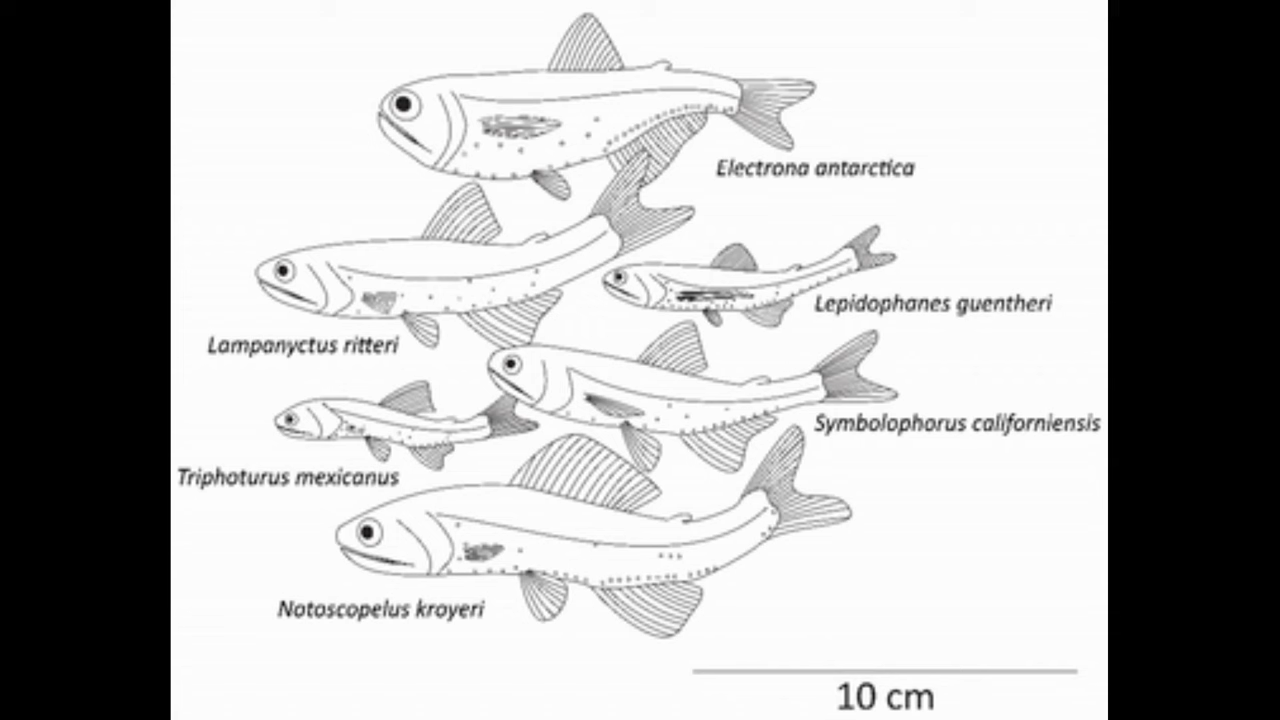 Electrona antarctica
Lepidophanes guentheri
Lampanyctus ritteri
Symbolophorus californiensis
Triphoturus mexicanus
Notoscopelus kroyeri
10 cm